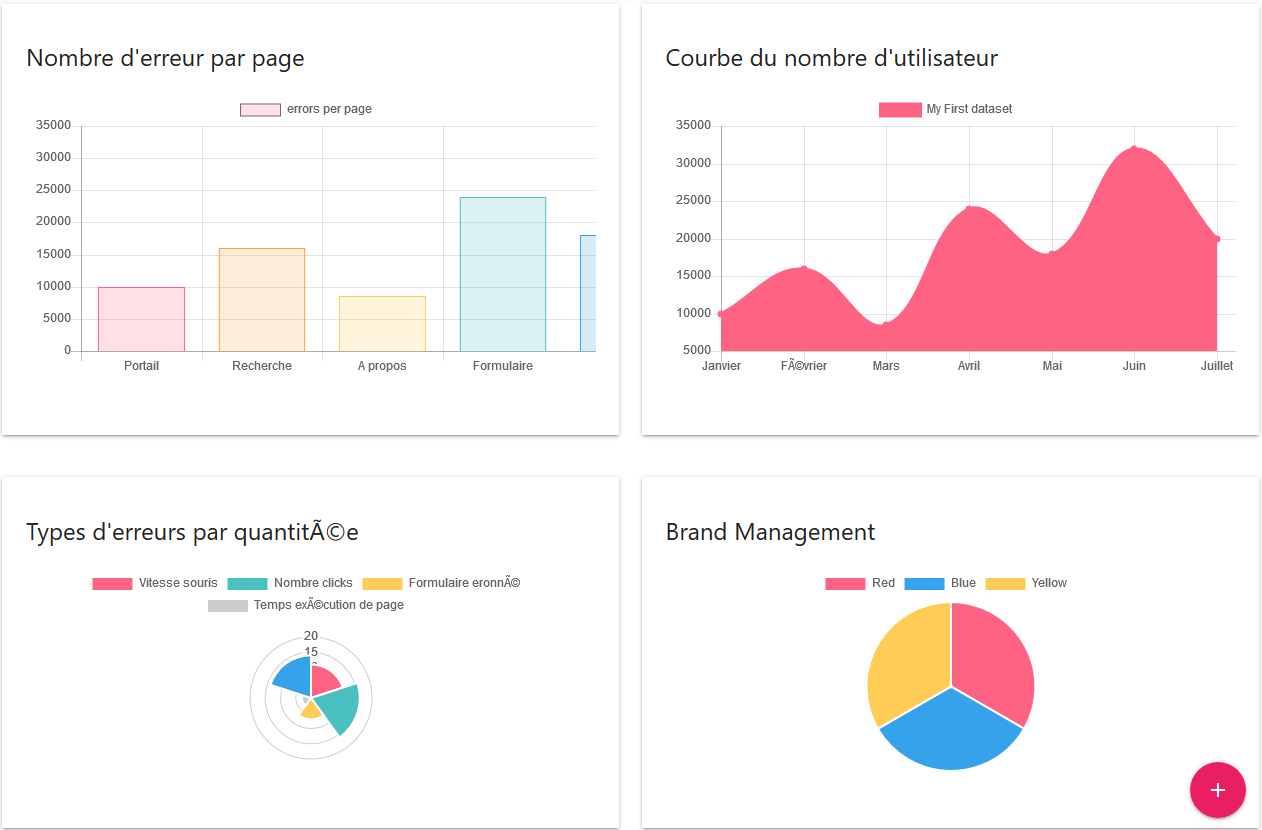 Nombre d'erreur par page
errors per page
35000
30000
25000
20000
15000
10000
5000
0
Portail Recherche A propos Formulaire
Courbe du nombre d'utilisateur
My First dataset
35000
30000
25000
20000
15000
10000
5000
Janvier FÃ©vrier Mars Avril Mai Juin Juillet
Types d'erreurs par quantitÃ©e
Vitesse souris Nombre clicks Formulaire eronnÃ©
Temps exÃ©cution de page
20
15
Brand Management
Red Blue Yellow
+